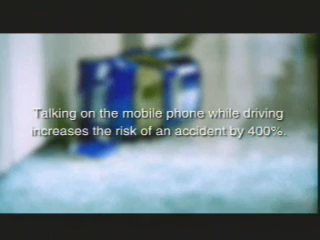 Talking on the mobile phone while driving
increases the risk of an accident by 400%.